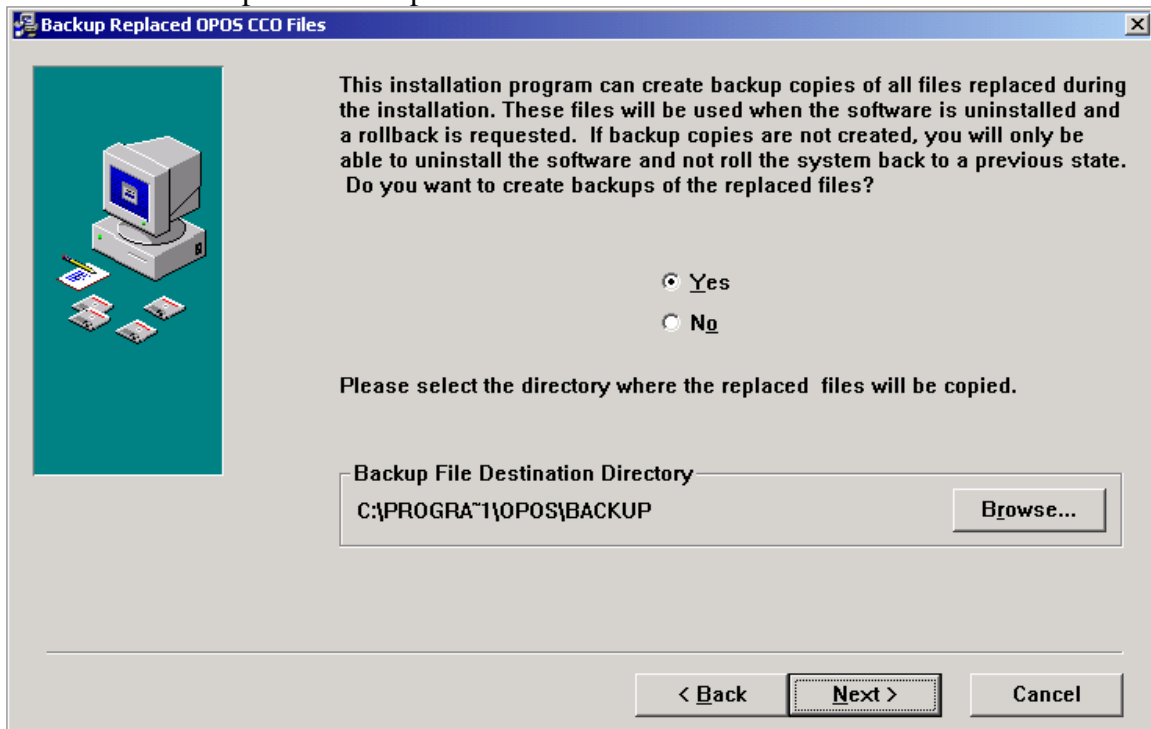 Backup Replaced OPOS CCO Files
This installation program can create backup copies of all files replaced during
the installation. These files will be used when the software is uninstalled and
a rollback is requested.  If backup copies are not created, you will only be
able to uninstall the software and not roll the system back to a previous state.
Do you want to create backups of the replaced files?
Yes
No
Please select the directory where the replaced  files will be copied.
Backup File Destination Directory
C:\PROGRA~1\OPOS\BACKUP
Browse...
< Back
Next >
Cancel